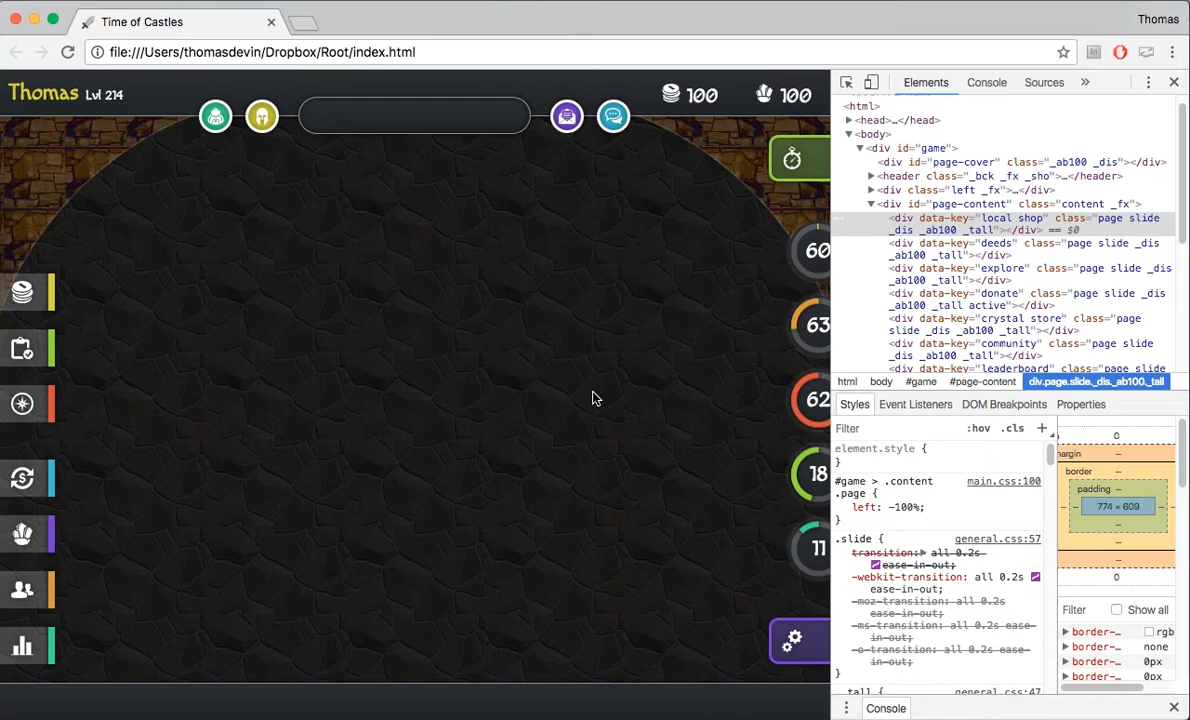 Time of Castles
Thomas
file:///Users/thomasdevin/Dropbox/Root/index.html
Thomas Lvl 214
100
100
60
63
62
18
11
Elements Console Sources »
<html>
<head>…</head>
<body>
<div id="game">
<div id="page-cover" class="_ab100 _dis"></div>
<header class="_bck _fx _sho">…</header>
<div class="left _fx">…</div>
<div id="page-content" class="content _fx">
<div data-key="local shop" class="page slide
_dis _ab100 _tall"></div> == $0
<div data-key="deeds" class="page slide _dis
_ab100 _tall"></div>
<div data-key="explore" class="page slide _dis
_ab100 _tall"></div>
<div data-key="donate" class="page slide _dis
_ab100 _tall active"></div>
<div data-key="crystal store" class="page
slide _dis _ab100 _tall"></div>
<div data-key="community" class="page slide
_dis _ab100 _tall"></div>
<div data-key="leaderboard" class="page slide
html body #game #page-content div.page.slide._dis._ab100._tall
Styles Event Listeners DOM Breakpoints Properties
Filter :hov .cls +
element.style {
}
#game > .content main.css:100
.page {
left: -100%;
}
.slide { general.css:57
transition: all 0.2s
ease-in-out;
-webkit-transition: all 0.2s
ease-in-out;
-moz-transition: all 0.2s
ease-in-out;
-ms-transition: all 0.2s ease-
in-out;
-o-transition: all 0.2s ease-
in-out;
}
.tall { general.css:47
0
margin –
border –
padding –
– 774 × 609 –
–
–
–
0
Filter Show all
border-… rgb
border-… none
border-… 0px
border-… 0px
Console